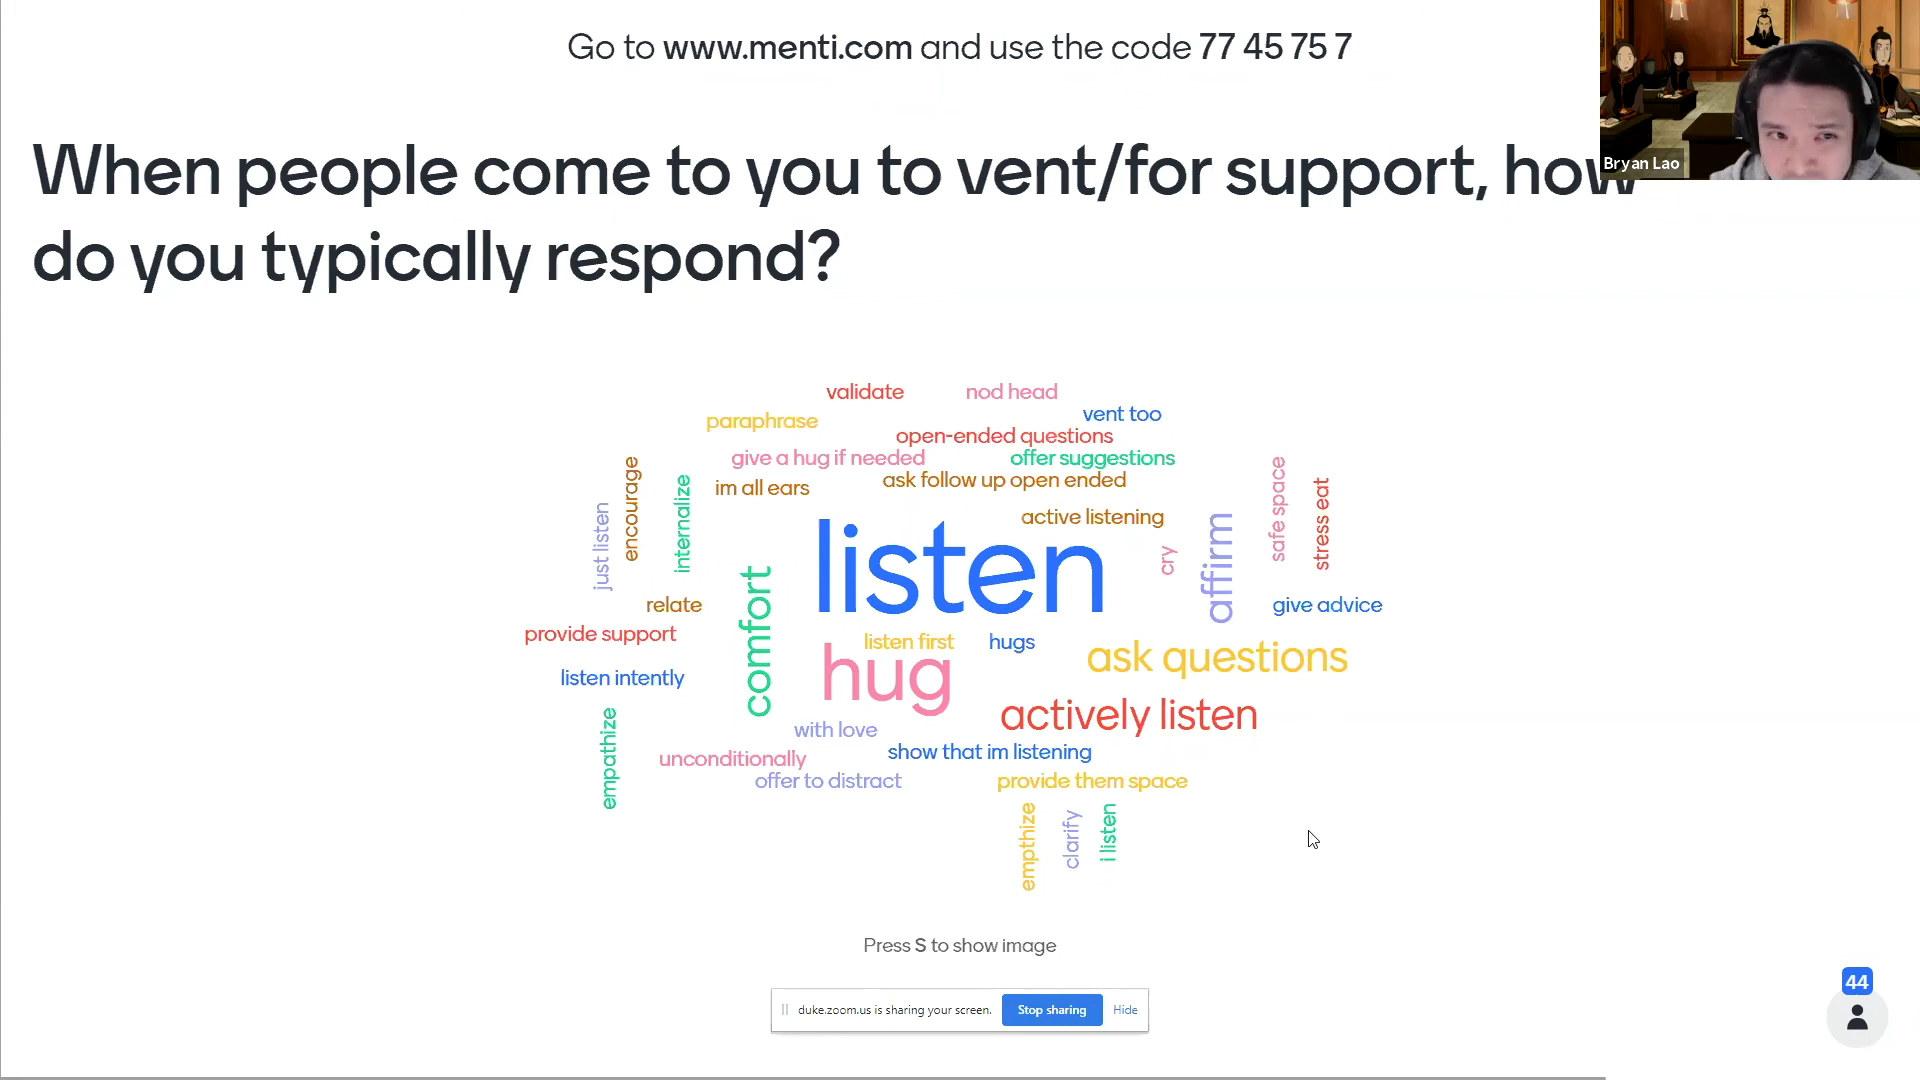 Go to www.menti.com and use the code 77 45 75 7
Bryan Lao
When people come to you to vent/for support, how
do you typically respond?
validate
nod head
vent too
paraphrase
open-ended questions
give a hug if needed
offer suggestions
ask follow up open ended
im all ears
encourage
internalize
just listen
safe space
stress eat
active listening
listen
cry
affirm
comfort
relate
give advice
provide support
listen first
hugs
ask questions
hug
listen intently
actively listen
with love
empathize
show that im listening
unconditionally
offer to distract
provide them space
empthize
clarify
i listen
Press S to show image
44
duke.zoom.us is sharing your screen.
Stop sharing
Hide